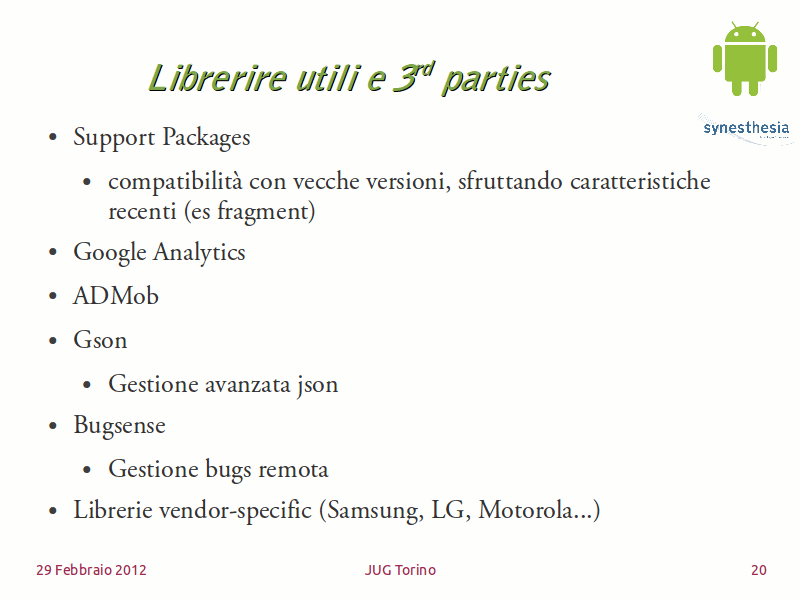 Librerire utili e 3rd parties
synesthesia
• Support Packages
• compatibilità con vecche versioni, sfruttando caratteristiche
recenti (es fragment)
• Google Analytics
• ADMob
• Gson
• Gestione avanzata json
• Bugsense
• Gestione bugs remota
• Librerie vendor-specific (Samsung, LG, Motorola...)
29 Febbraio 2012
JUG Torino
20